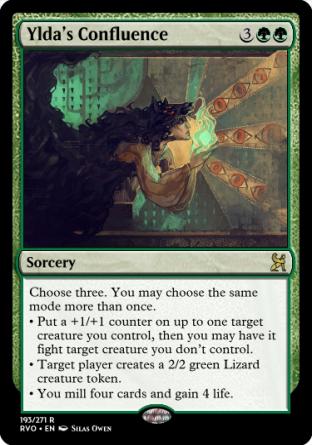 Ylda's Confluence 3
Sorcery
Choose three. You may choose the same
mode more than once.
• Put a +1/+1 counter on up to one target
creature you control, then you may have it
fight target creature you don't control.
• Target player creates a 2/2 green Lizard
creature token.
• You mill four cards and gain 4 life.
193/271 R
RVO • EN Silas Owen